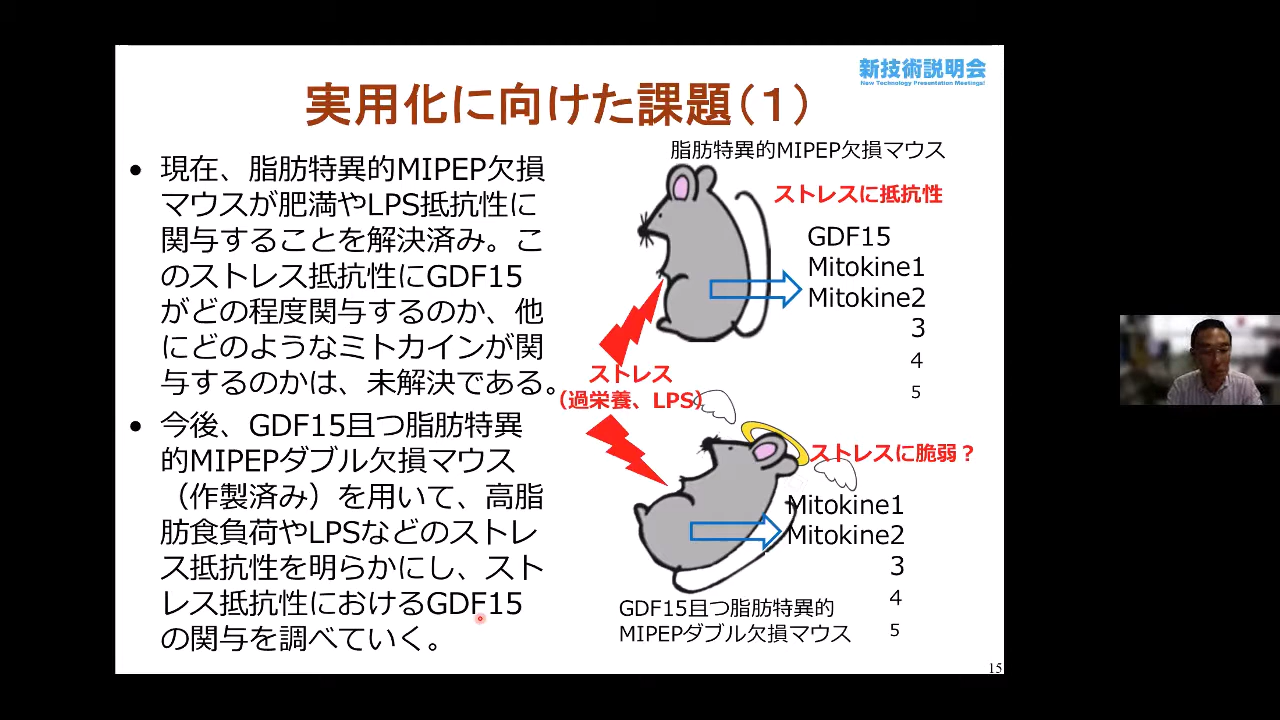 新技術説明会
New Technology Presentation Meetings!
実用化に向けた課題(1)
• 現在、脂肪特異的MIPEP欠損
マウスが肥満やLPS抵抗性に
関与することを解決済み。こ
のストレス抵抗性にGDF15
がどの程度関与するのか、他
にどのようなミトカインが関
与するのかは、未解決である。
• 今後、GDF15且つ脂肪特異
的MIPEPダブル欠損マウス
(作製済み)を用いて、高脂
肪食負荷やLPSなどのストレ
ス抵抗性を明らかにし、スト
レス抵抗性におけるGDF15
の関与を調べていく。
脂肪特異的MIPEP欠損マウス
ストレスに抵抗性
GDF15
Mitokine1
Mitokine2
3
4
5
ストレス
(過栄養、LPS)
ストレスに脆弱?
Mitokine1
Mitokine2
3
4
5
GDF15且つ脂肪特異的
MIPEPダブル欠損マウス
15